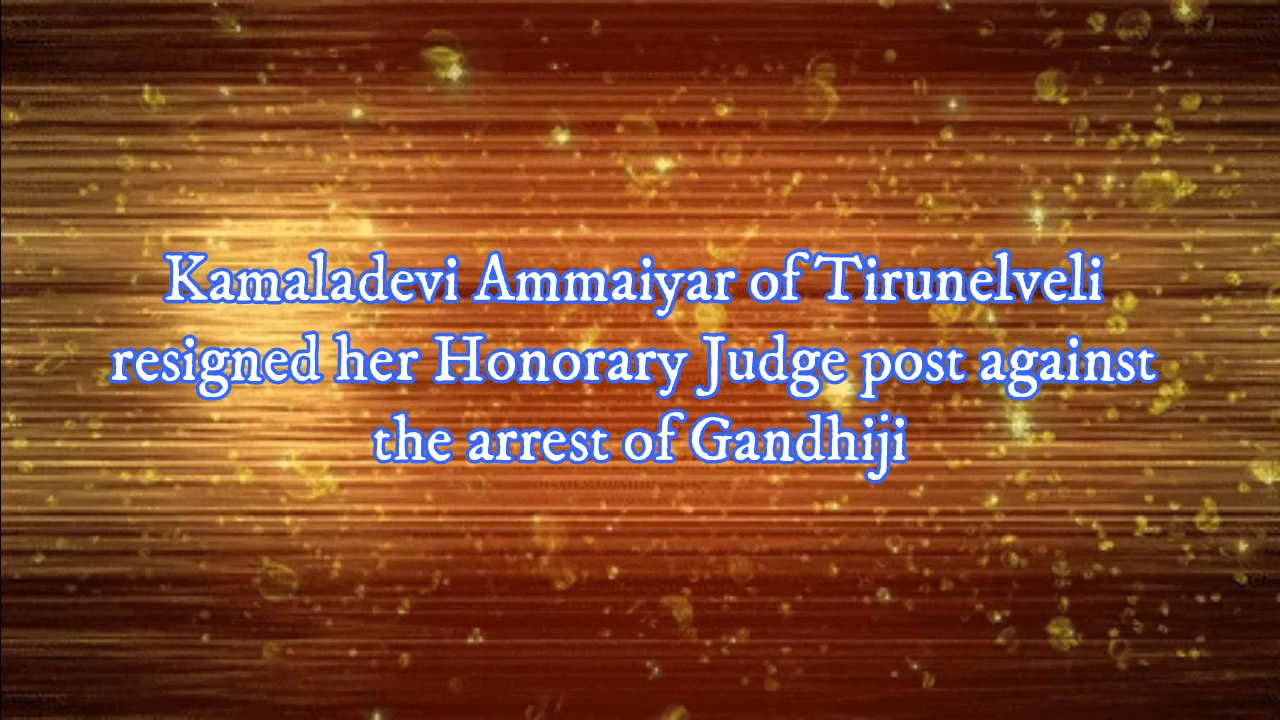 Kamaladevi Ammaiyar of Tirunelveli
resigned her Honorary Judge post against
the arrest of Gandhiji